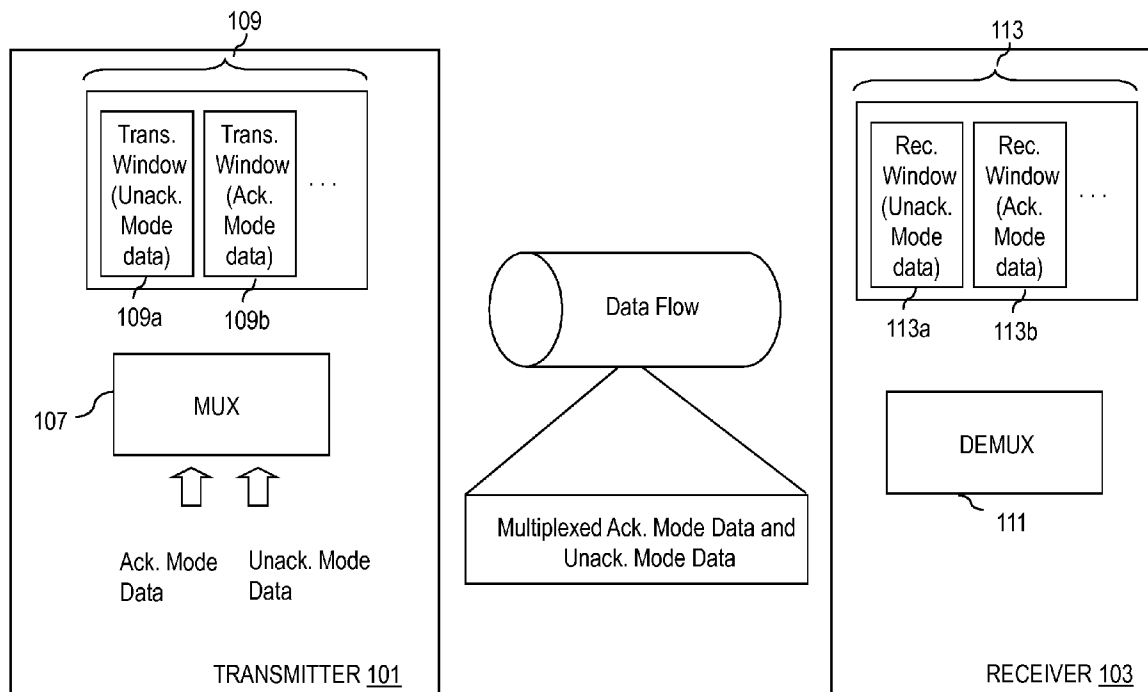 109
Trans.
Window
(Unack.
Mode
data)
Trans.
Window
(Ack.
Mode
data)
. . .
109a
109b
107
MUX
Ack. Mode
Data
Unack. Mode
Data
TRANSMITTER 101
Data Flow
Multiplexed Ack. Mode Data and
Unack. Mode Data
113
Rec.
Window
(Unack.
Mode
data)
Rec.
Window
(Ack.
Mode
data)
. . .
113a
113b
DEMUX
111
RECEIVER 103